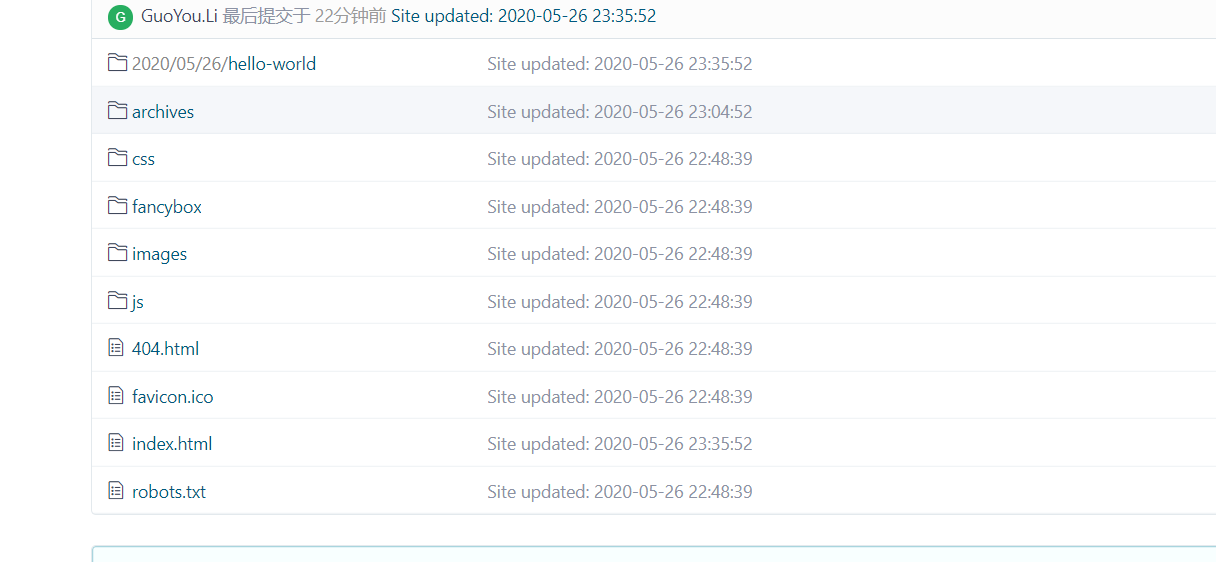 G GuoYou.Li 最后提交于 22分钟前 Site updated: 2020-05-26 23:35:52
2020/05/26/hello-world Site updated: 2020-05-26 23:35:52
archives Site updated: 2020-05-26 23:04:52
css Site updated: 2020-05-26 22:48:39
fancybox Site updated: 2020-05-26 22:48:39
images Site updated: 2020-05-26 22:48:39
js Site updated: 2020-05-26 22:48:39
404.html Site updated: 2020-05-26 22:48:39
favicon.ico Site updated: 2020-05-26 22:48:39
index.html Site updated: 2020-05-26 23:35:52
robots.txt Site updated: 2020-05-26 22:48:39